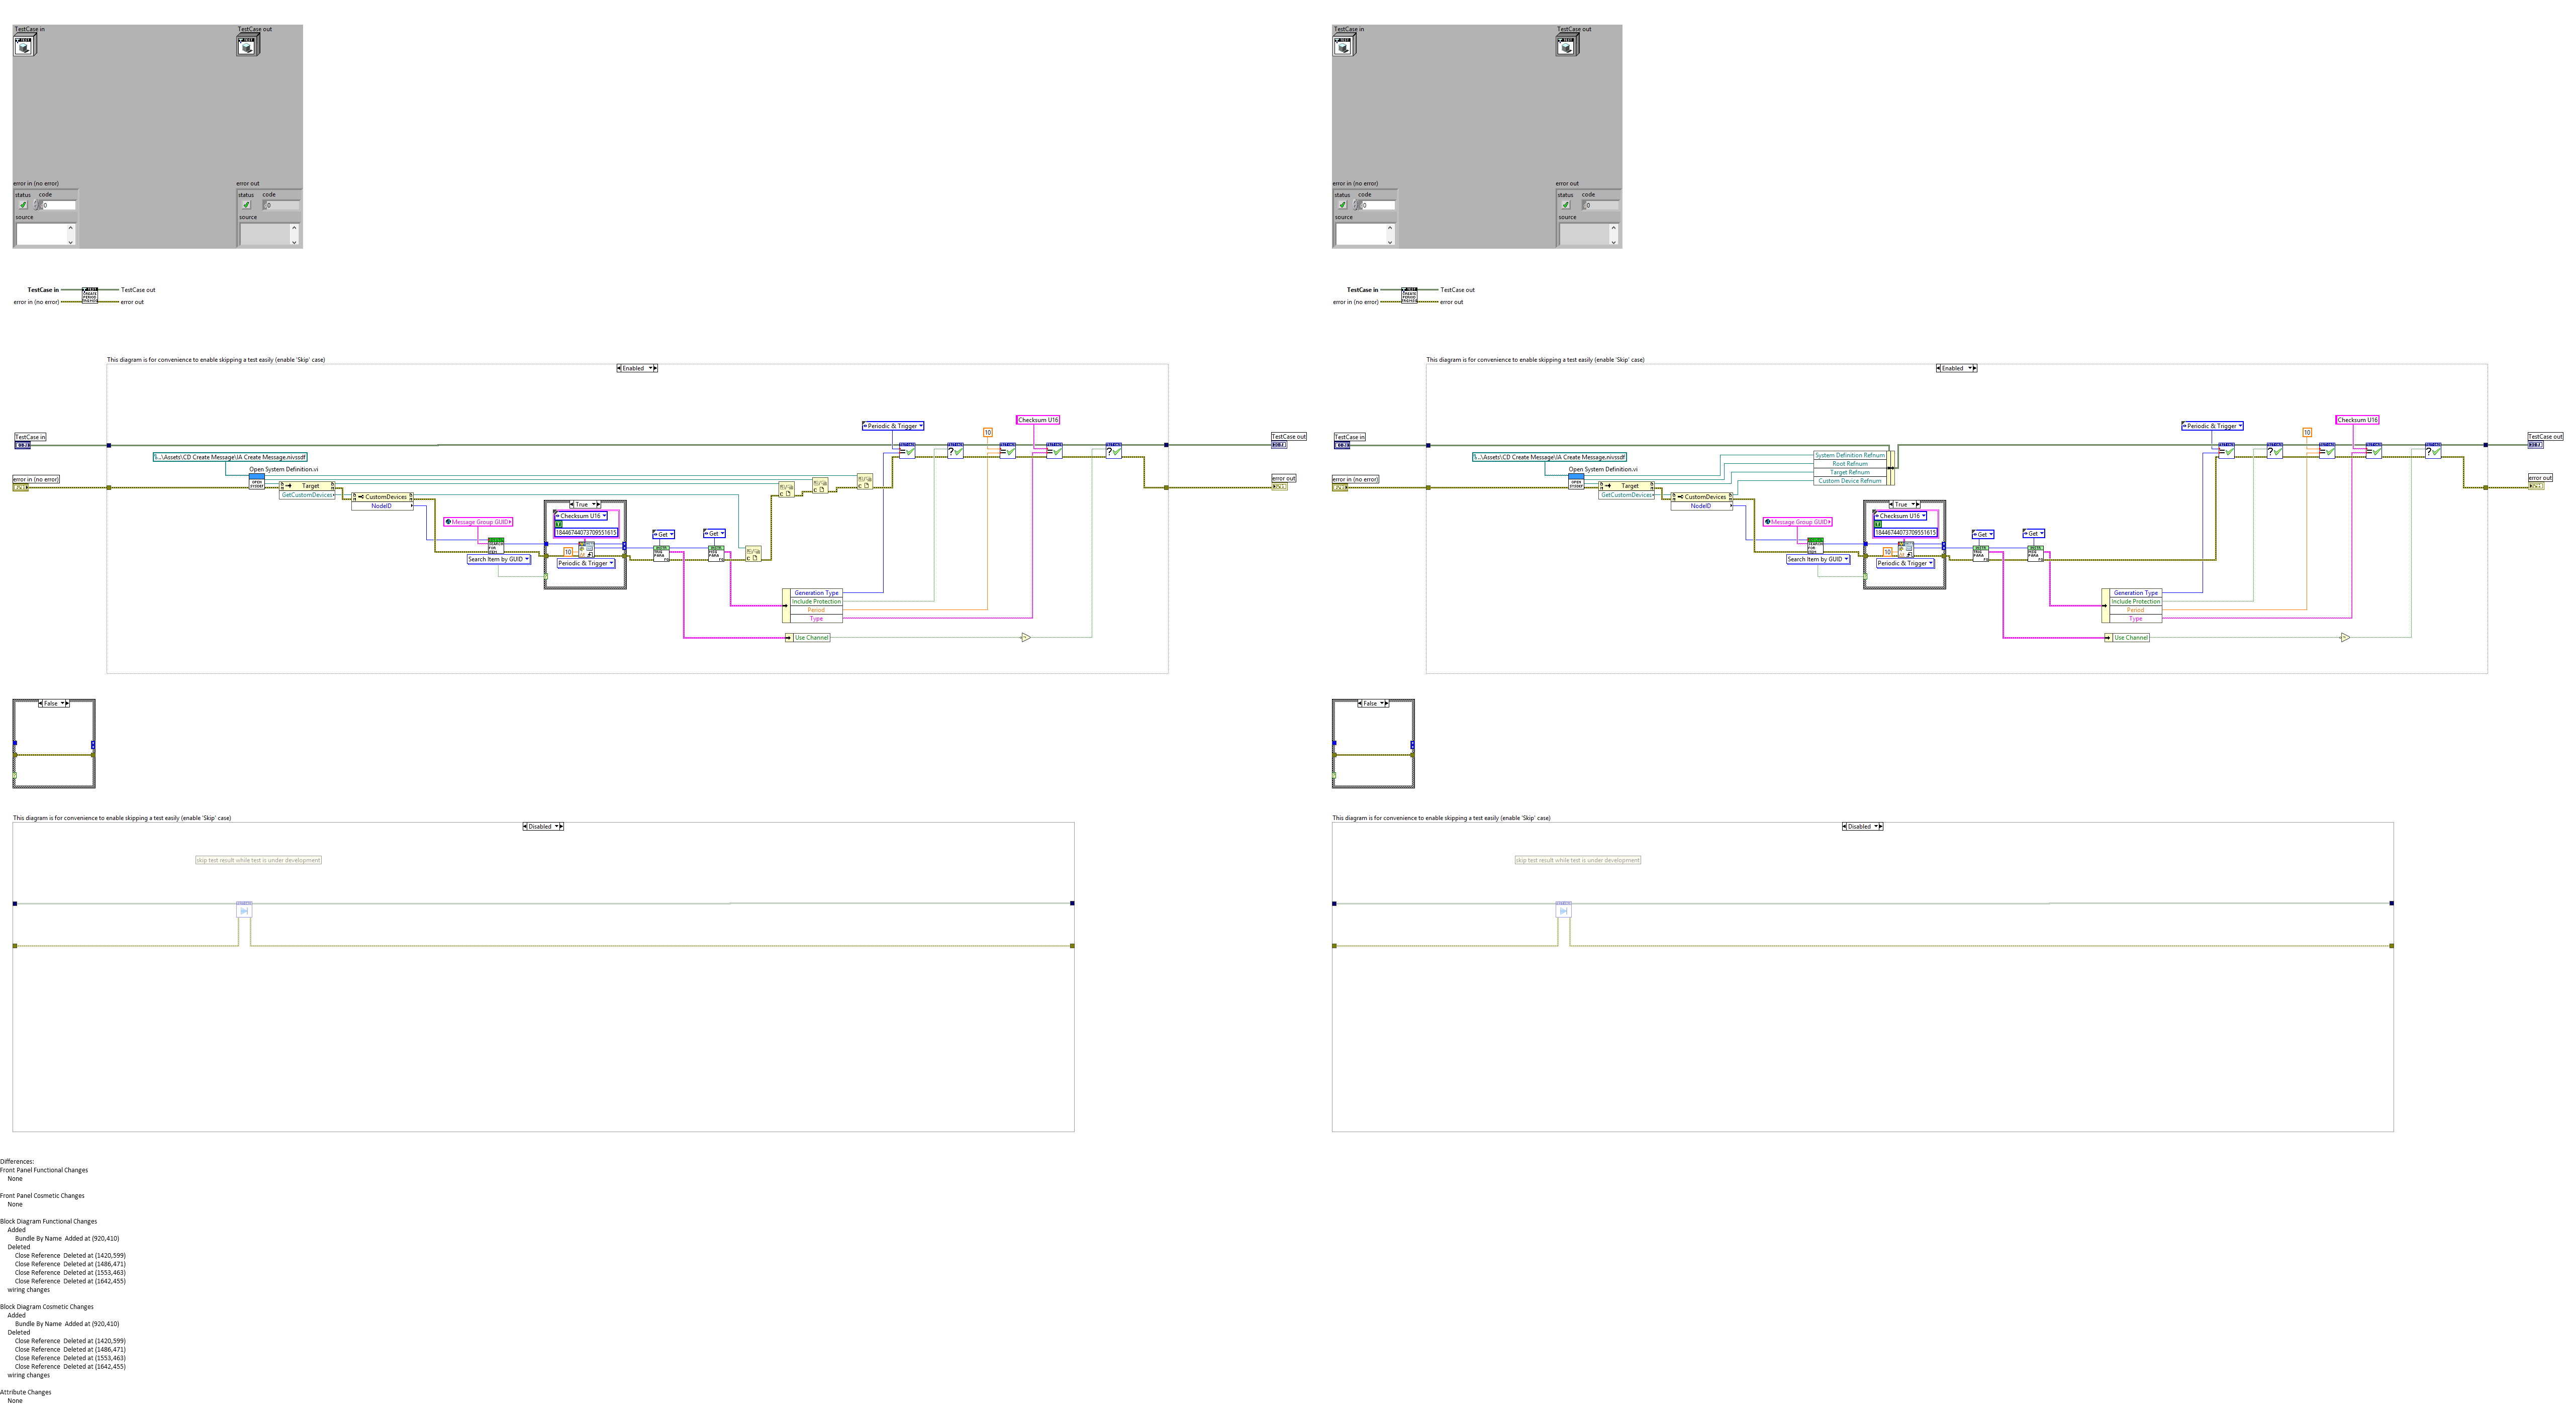 TestCase in
TestCase out
error in (no error)
status
code
0
source
error out
status
code
0
source
TestCase in
TestCase out
error in (no error)
status
code
0
source
error out
status
code
0
source
TestCase in
TestCase out
error in (no error)
error out
TestCase in
TestCase out
error in (no error)
error out
This diagram is for convenience to enable skipping a test easily (enable 'Skip' case)
Enabled
TestCase in
..\Assets\CD Create Message\IA Create Message.nivssdf
Open System Definition.vi
error in (no error)
Target
GetCustomDevices
CustomDevices
NodeID
Message Group GUID
Search Item by GUID
True
Checksum U16
18446744073709551615
10
Periodic & Trigger
Get
Get
Periodic & Trigger
10
Checksum U16
Generation Type
Include Protection
Period
Type
Use Channel
TestCase out
error out
This diagram is for convenience to enable skipping a test easily (enable 'Skip' case)
Enabled
TestCase in
..\Assets\CD Create Message\IA Create Message.nivssdf
Open System Definition.vi
error in (no error)
Target
GetCustomDevices
CustomDevices
NodeID
System Definition Refnum
Root Refnum
Target Refnum
Custom Device Refnum
Message Group GUID
Search Item by GUID
True
Checksum U16
18446744073709551615
10
Periodic & Trigger
Get
Get
Periodic & Trigger
10
Checksum U16
Generation Type
Include Protection
Period
Type
Use Channel
TestCase out
error out
False
False
This diagram is for convenience to enable skipping a test easily (enable 'Skip' case)
Disabled
skip test result while test is under development
This diagram is for convenience to enable skipping a test easily (enable 'Skip' case)
Disabled
skip test result while test is under development
Differences:
Front Panel Functional Changes
None
Front Panel Cosmetic Changes
None
Block Diagram Functional Changes
Added
Bundle By Name Added at (920,410)
Deleted
Close Reference Deleted at (1420,599)
Close Reference Deleted at (1486,471)
Close Reference Deleted at (1553,463)
Close Reference Deleted at (1642,455)
wiring changes
Block Diagram Cosmetic Changes
Added
Bundle By Name Added at (920,410)
Deleted
Close Reference Deleted at (1420,599)
Close Reference Deleted at (1486,471)
Close Reference Deleted at (1553,463)
Close Reference Deleted at (1642,455)
wiring changes
Attribute Changes
None